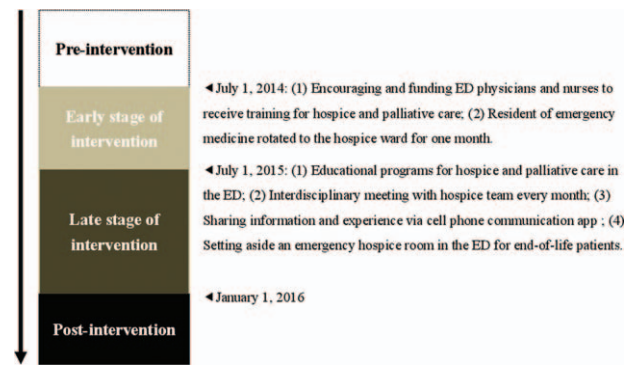 Pre-intervention
◄July 1, 2014: (1) Encouraging and funding ED physicians and nurses to
receive training for hospice and palliative care; (2) Resident of emergency
medicine rotated to the hospice ward for one month.
Early stage of
intervention
◄July 1, 2015: (1) Educational programs for hospice and palliative care in
the ED; (2) Interdisciplinary meeting with hospice team every month; (3)
Sharing information and experience via cell phone communication app ; (4)
Setting aside an emergency hospice room in the ED for end-of-life patients.
Late stage of
intervention
◄January 1, 2016
Post-intervention